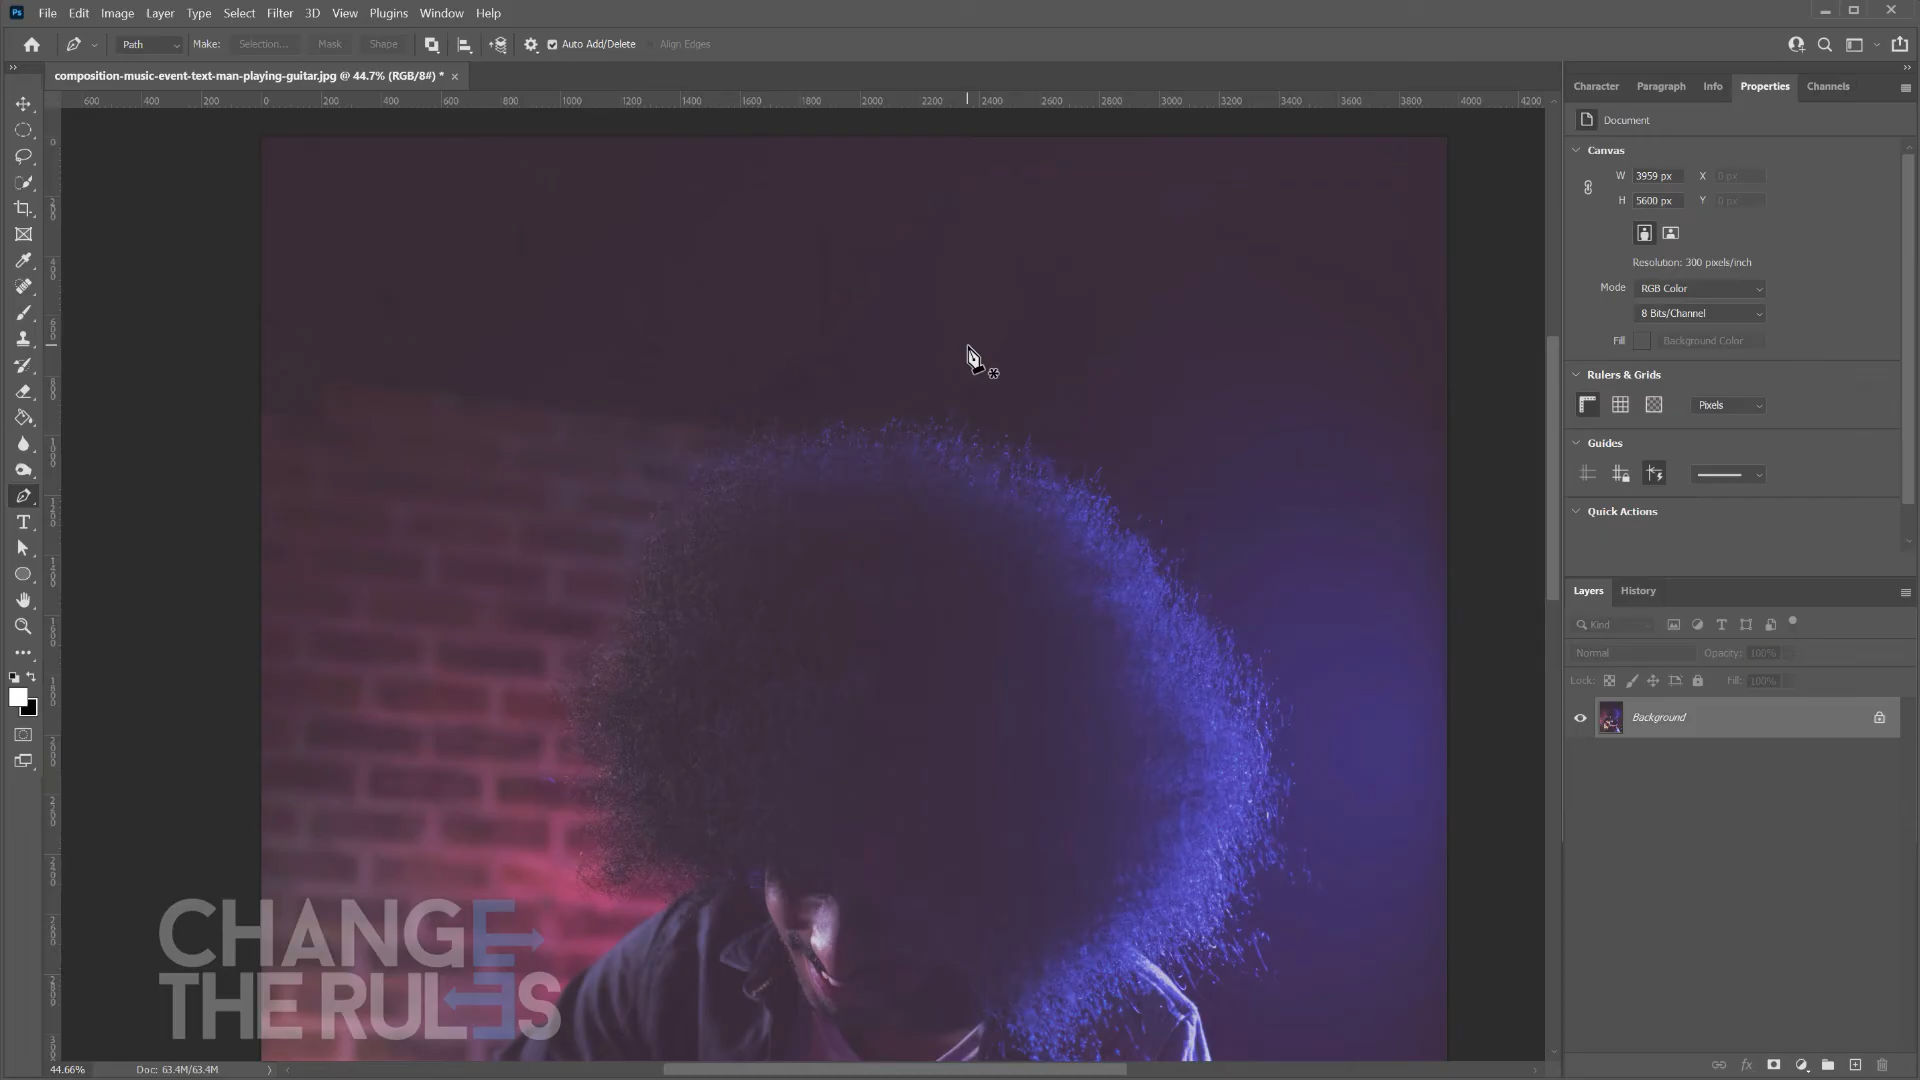 Ps File Edit Image Layer Type Select Filter 3D View Plugins Window Help
Path Make: Selection... Mask Shape Auto Add/Delete Align Edges
composition-music-event-text-man-playing-guitar.jpg @ 44.7% (RGB/8#) * ×
600 400 200 0 200 400 600 800 1000 1200 1400 1600 1800 2000 2200 2400 2600 2800 3000 3200 3400 3600 3800 4000 4200
Character Paragraph Info Properties Channels
Document
Canvas
W 3959 px X 0 px
H 5600 px Y 0 px
Resolution: 300 pixels/inch
Mode RGB Color
8 Bits/Channel
Fill Background Color
Rulers & Grids
Pixels
Guides
Quick Actions
Layers History
Kind
Normal Opacity: 100%
Lock: Fill: 100%
Background
CHANGE
THE RULES
44.66% Doc: 63.4M/63.4M